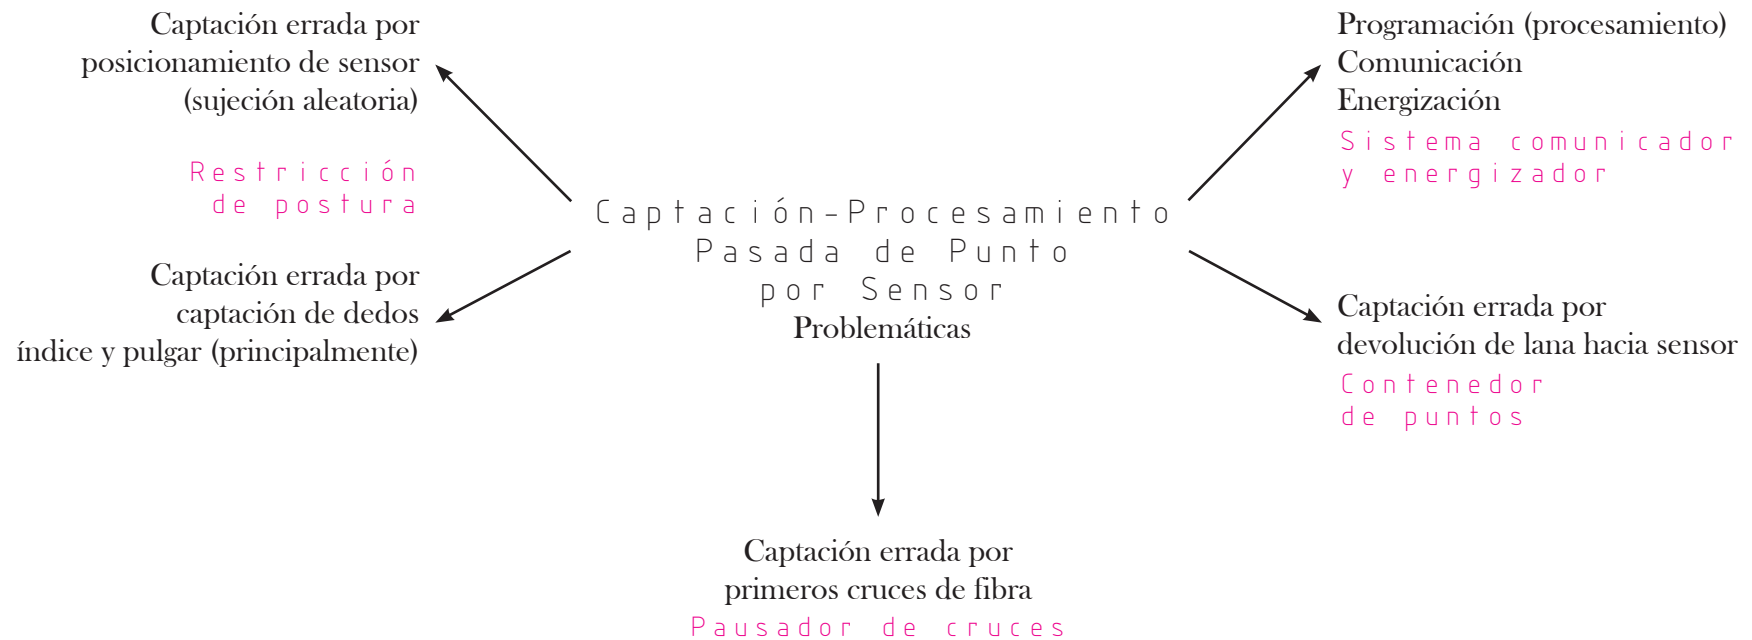 Captación errada por
posicionamiento de sensor
(sujeción aleatoria)
Restricción
de postura
Captación errada por
captación de dedos
índice y pulgar (principalmente)
Captación-Procesamiento
Pasada de Punto
por Sensor
Problemáticas
Programación (procesamiento)
Comunicación
Energización
Sistema comunicador
y energizador
Captación errada por
devolución de lana hacia sensor
Contenedor
de puntos
Captación errada por
primeros cruces de fibra
Pausador de cruces